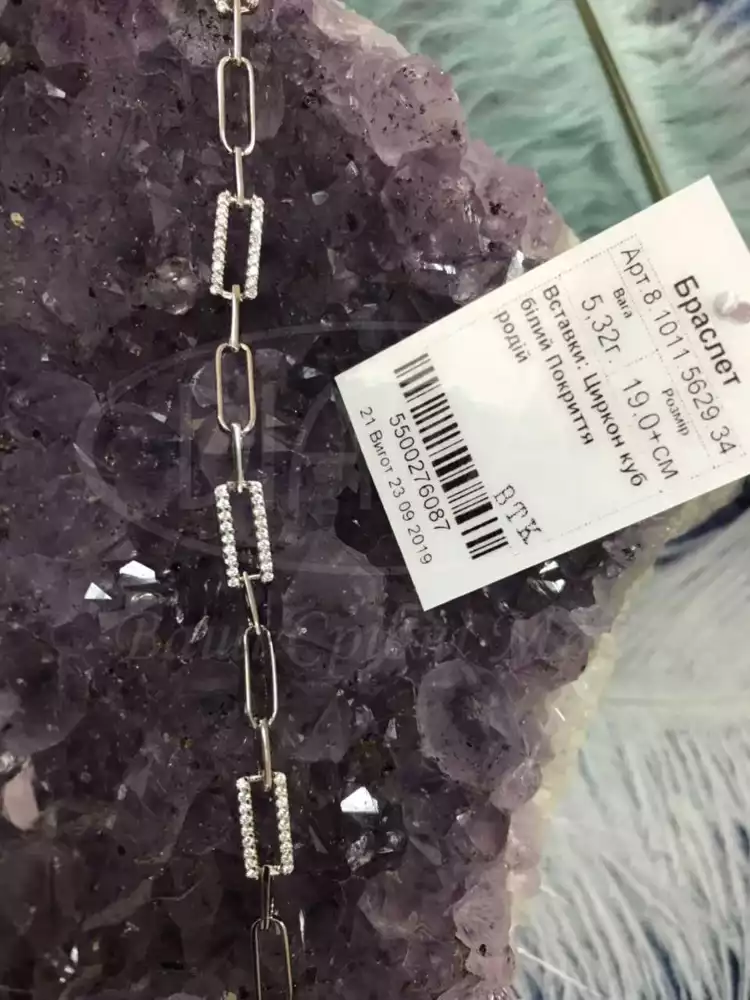 Браслет
Арт 8.1011 5629.34
Вага Розмір
5,32г 19.0+см
Вставки: Циркон куб
білий Покриття
родій
ВТК
5500276087
21 Вигот 23 09 2019